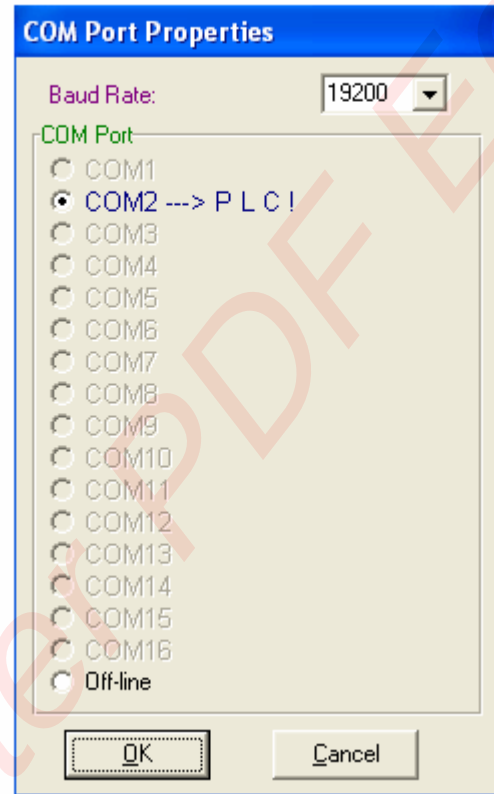 COM Port Properties
Baud Rate: 19200
COM Port
COM1
COM2 ---> P L C !
COM3
COM4
COM5
COM6
COM7
COM8
COM9
COM10
COM11
COM12
COM13
COM14
COM15
COM16
Off-line
OK Cancel